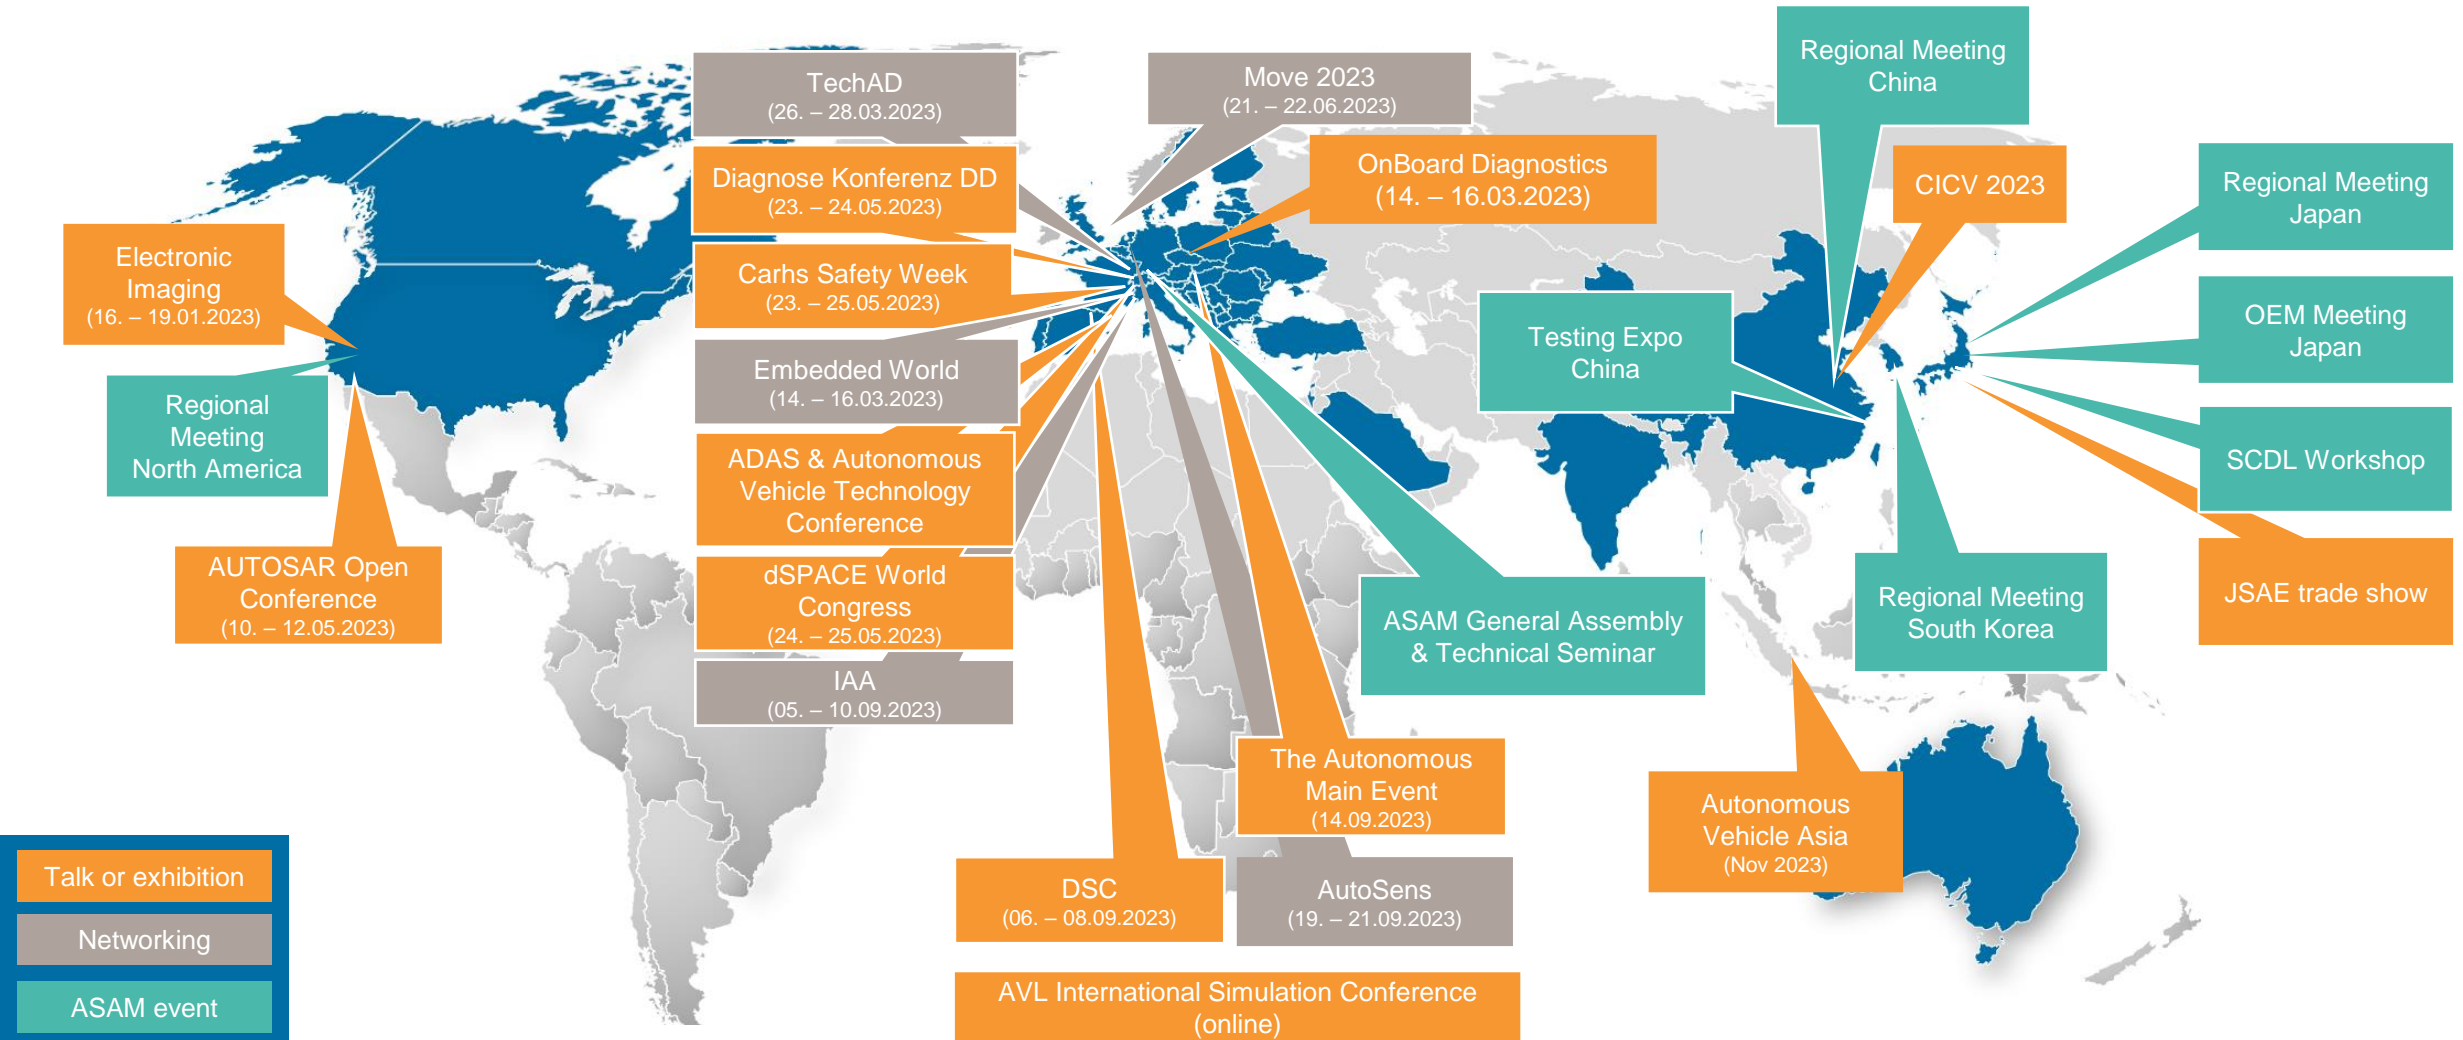 TechAD
(26. – 28.03.2023)
Diagnose Konferenz DD
(23. – 24.05.2023)
Carhs Safety Week
(23. – 25.05.2023)
Embedded World
(14. – 16.03.2023)
ADAS & Autonomous
Vehicle Technology
Conference
dSPACE World
Congress
(24. – 25.05.2023)
IAA
(05. – 10.09.2023)
Move 2023
(21. – 22.06.2023)
OnBoard Diagnostics
(14. – 16.03.2023)
Regional Meeting
China
CICV 2023
Regional Meeting
Japan
OEM Meeting
Japan
SCDL Workshop
JSAE trade show
Testing Expo
China
Regional Meeting
South Korea
ASAM General Assembly
& Technical Seminar
Electronic
Imaging
(16. – 19.01.2023)
Regional
Meeting
North America
AUTOSAR Open
Conference
(10. – 12.05.2023)
The Autonomous
Main Event
(14.09.2023)
Autonomous
Vehicle Asia
(Nov 2023)
DSC
(06. – 08.09.2023)
AutoSens
(19. – 21.09.2023)
AVL International Simulation Conference
(online)
Talk or exhibition
Networking
ASAM event